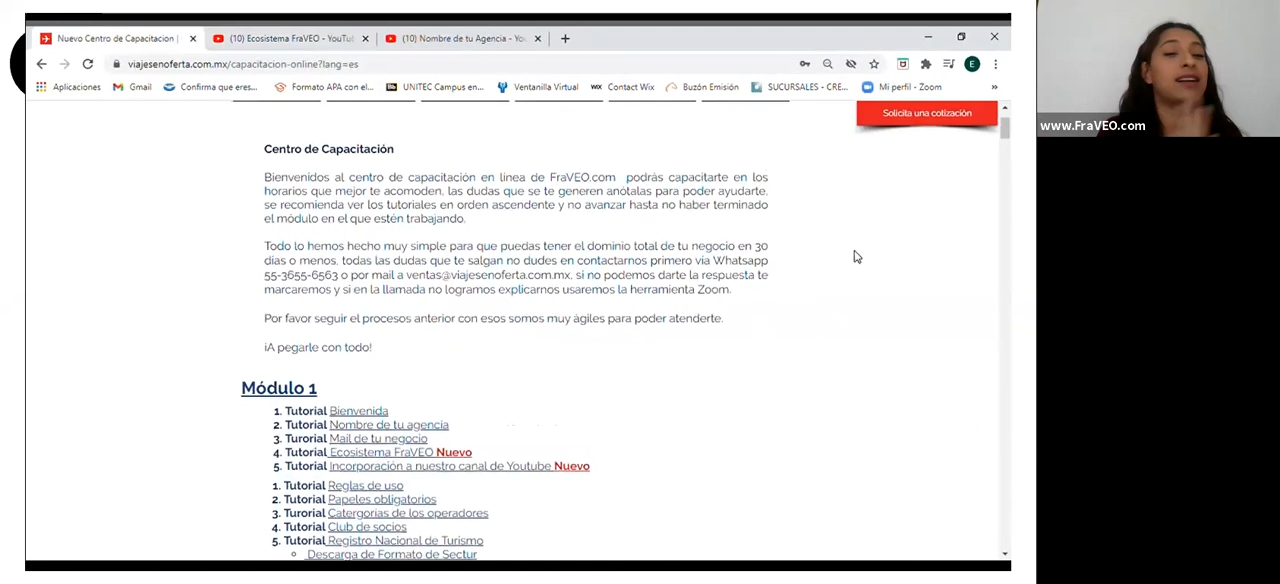 Nuevo Centro de Capacitacion |
(10) Ecosistema FraVEO - YouTu
(10) Nombre de tu Agencia - Yo
viajesenoferta.com.mx/capacitacion-online?lang=es
E
Aplicaciones
Gmail
Confirma que eres...
Formato APA con el...
UNITEC Campus en...
Ventanilla Virtual
WIX Contact Wix
Buzón Emisión
SUCURSALES - CRE...
Mi perfil - Zoom
»
www.FraVEO.com
Solicita una cotización
Centro de Capacitación
Bienvenidos al centro de capacitación en línea de FraVEO.com podrás capacitarte en los
horarios que mejor te acomoden, las dudas que se te generen anótalas para poder ayudarte,
se recomienda ver los tutoriales en orden ascendente y no avanzar hasta no haber terminado
el módulo en el que estén trabajando.
Todo lo hemos hecho muy simple para que puedas tener el dominio total de tu negocio en 30
días o menos, todas las dudas que te salgan no dudes en contactarnos primero vía Whatsapp
55-3655-6563 o por mail a ventas@viajesenoferta.com.mx, si no podemos darte la respuesta te
marcaremos y si en la llamada no logramos explicarnos usaremos la herramienta Zoom.
Por favor seguir el procesos anterior con esos somos muy ágiles para poder atenderte.
¡A pegarle con todo!
Módulo 1
1. Tutorial Bienvenida
2. Tutorial Nombre de tu agencia
3. Turorial Mail de tu negocio
4. Tutorial Ecosistema FraVEO Nuevo
5. Tutorial Incorporación a nuestro canal de Youtube Nuevo
1. Tutorial Reglas de uso
2. Tutorial Papeles obligatorios
3. Turorial Catergorías de los operadores
4. Tutorial Club de socios
5. Tutorial Registro Nacional de Turismo
Descarga de Formato de Sectur